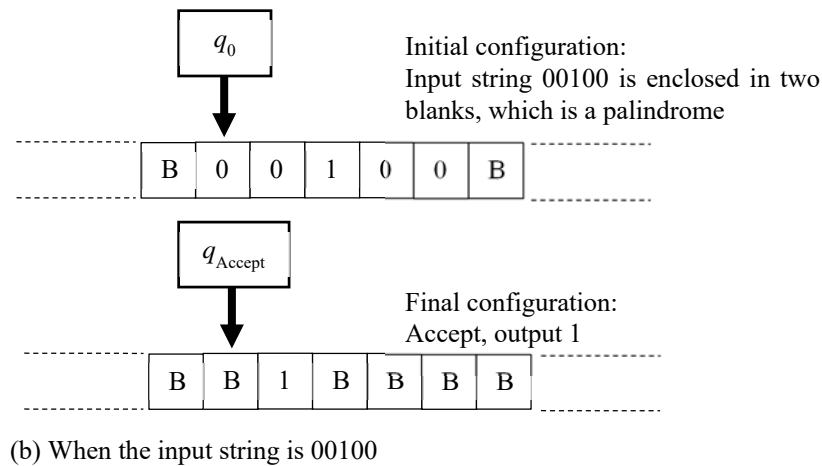 q0
Initial configuration:
Input string 00100 is enclosed in two
blanks, which is a palindrome
B 0 0 1 0 0 B
qAccept
Final configuration:
Accept, output 1
B B 1 B B B B
(b) When the input string is 00100